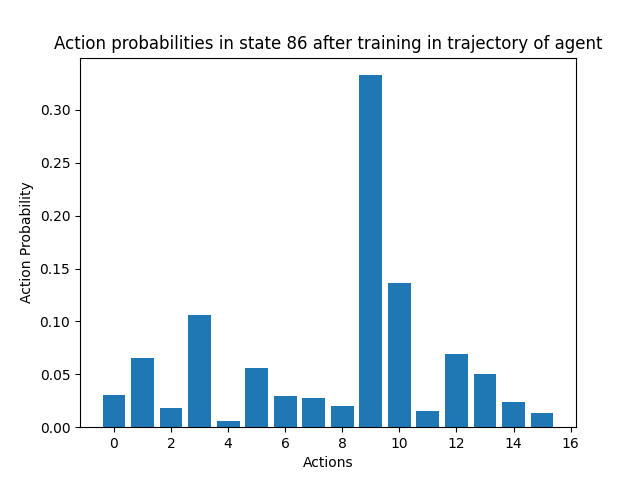 Action probabilities in state 86 after training in trajectory of agent
0.30
0.25
0.20
0.15
0.10
0.05
0.00
Action Probability
0 2 4 6 8 10 12 14 16
Actions